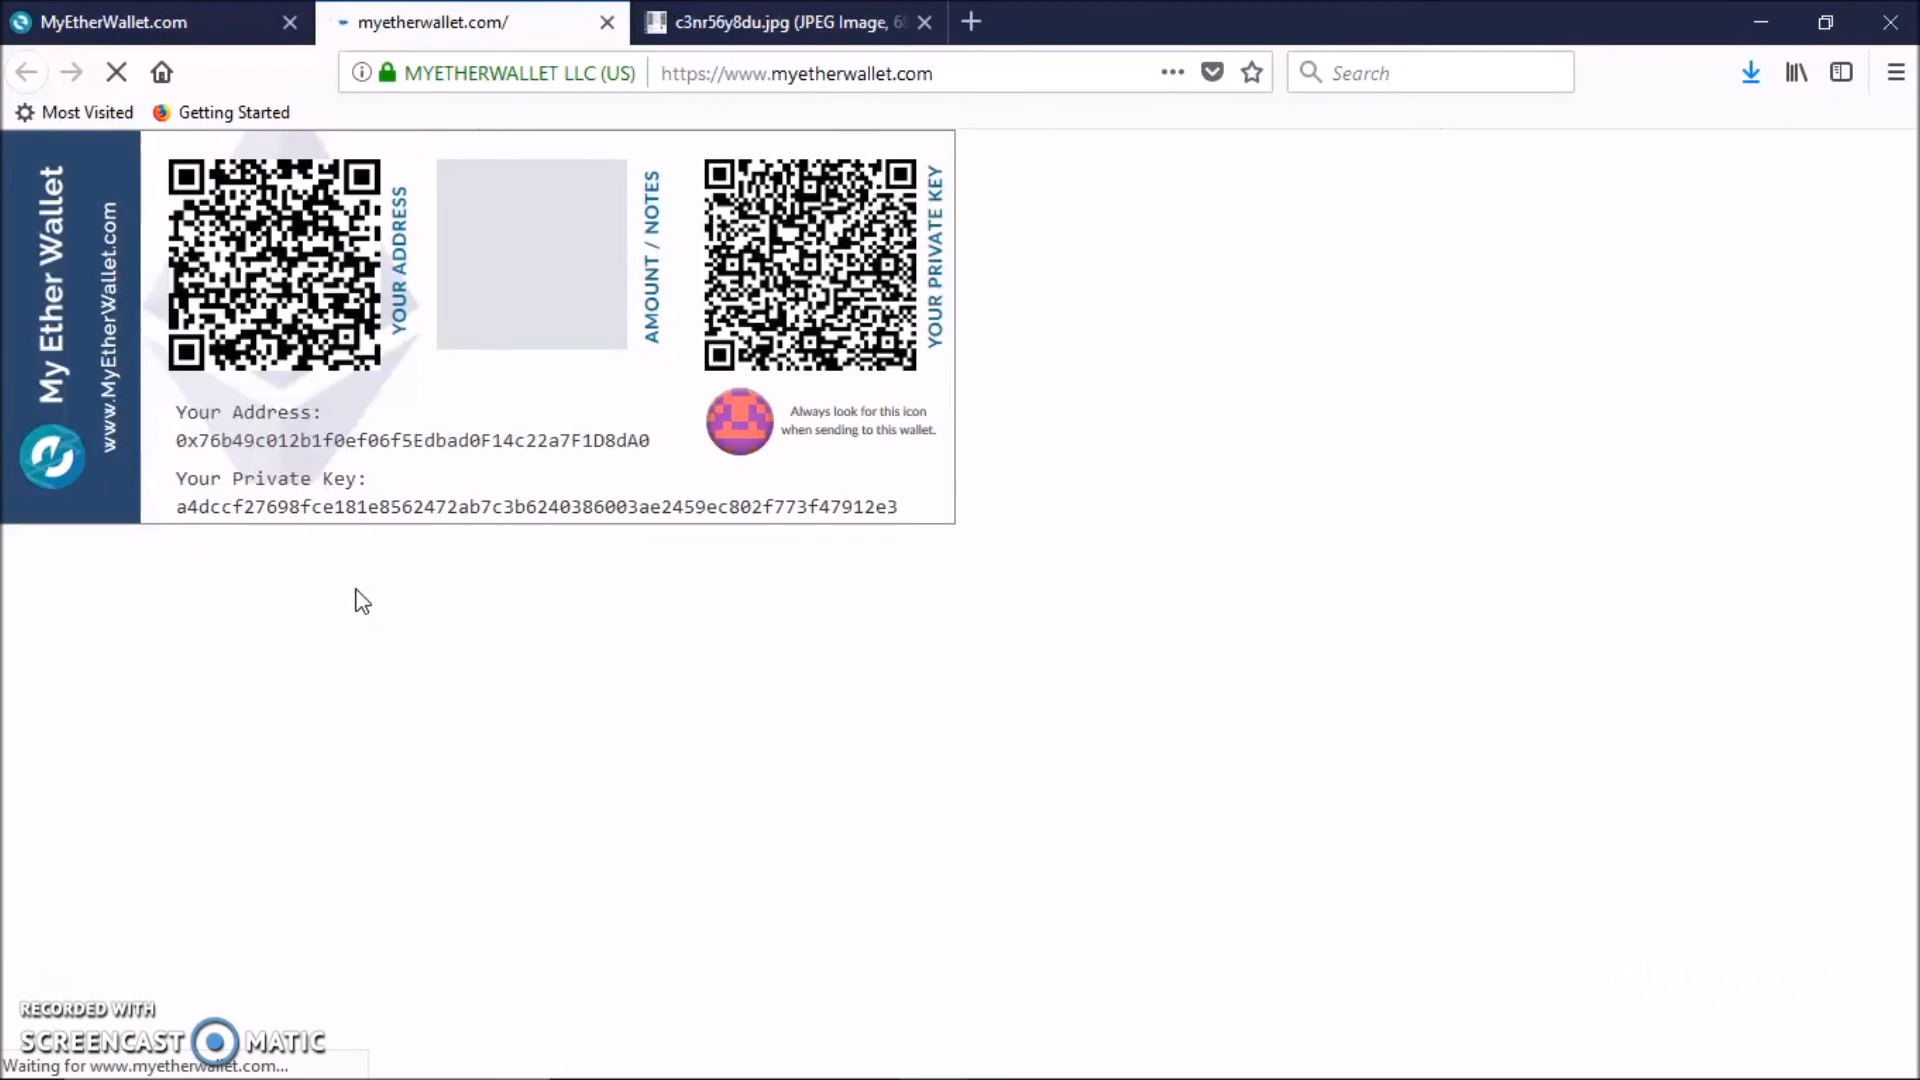 MyEtherWallet.com
myetherwallet.com/
c3nr56y8du.jpg (JPEG Image, 68
MYETHERWALLET LLC (US)
https://www.myetherwallet.com
Search
Most Visited
Getting Started
My Ether Wallet
www.MyEtherWallet.com
YOUR ADDRESS
AMOUNT / NOTES
YOUR PRIVATE KEY
Always look for this icon
when sending to this wallet.
Your Address:
0x76b49c012b1f0ef06f5Edbad0F14c22a7F1D8dA0
Your Private Key:
a4dccf27698fce181e8562472ab7c3b6240386003ae2459ec802f773f47912e3
RECORDED WITH
SCREENCAST MATIC
Waiting for www.myetherwallet.com...